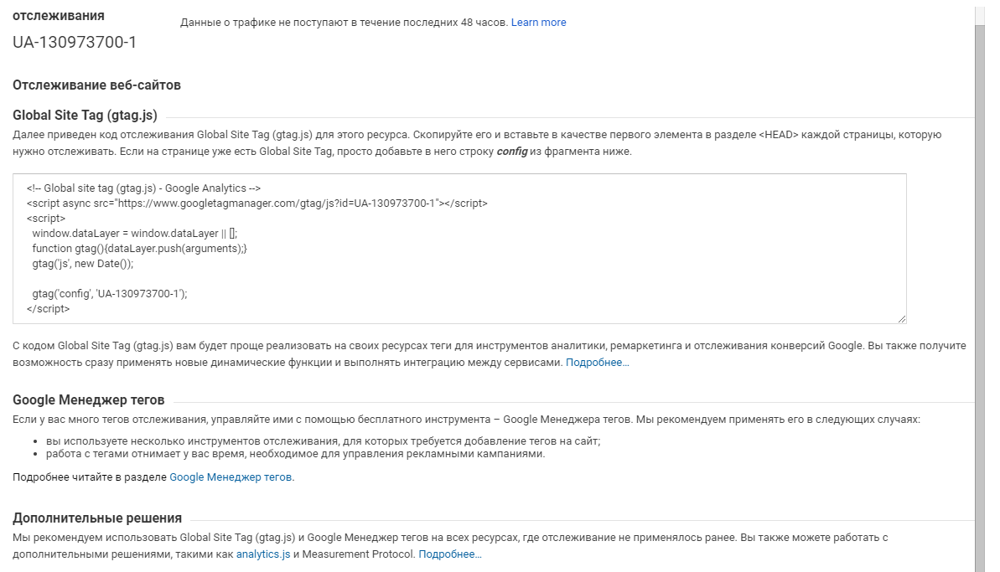 отслеживания
Данные о трафике не поступают в течение последних 48 часов. Learn more
UA-130973700-1
Отслеживание веб-сайтов
Global Site Tag (gtag.js)
Далее приведен код отслеживания Global Site Tag (gtag.js) для этого ресурса. Скопируйте его и вставьте в качестве первого элемента в разделе <HEAD> каждой страницы, которую
нужно отслеживать. Если на странице уже есть Global Site Tag, просто добавьте в него строку config из фрагмента ниже.
<!-- Global site tag (gtag.js) - Google Analytics -->
<script async src="https://www.googletagmanager.com/gtag/js?id=UA-130973700-1"></script>
<script>
window.dataLayer = window.dataLayer || [];
function gtag(){dataLayer.push(arguments);}
gtag('js', new Date());
gtag('config', 'UA-130973700-1');
</script>
С кодом Global Site Tag (gtag.js) вам будет проще реализовать на своих ресурсах теги для инструментов аналитики, ремаркетинга и отслеживания конверсий Google. Вы также получите
возможность сразу применять новые динамические функции и выполнять интеграцию между сервисами. Подробнее…
Google Менеджер тегов
Если у вас много тегов отслеживания, управляйте ими с помощью бесплатного инструмента – Google Менеджера тегов. Мы рекомендуем применять его в следующих случаях:
• вы используете несколько инструментов отслеживания, для которых требуется добавление тегов на сайт;
• работа с тегами отнимает у вас время, необходимое для управления рекламными кампаниями.
Подробнее читайте в разделе Google Менеджер тегов.
Дополнительные решения
Мы рекомендуем использовать Global Site Tag (gtag.js) и Google Менеджер тегов на всех ресурсах, где отслеживание не применялось ранее. Вы также можете работать с
дополнительными решениями, такими как analytics.js и Measurement Protocol. Подробнее…